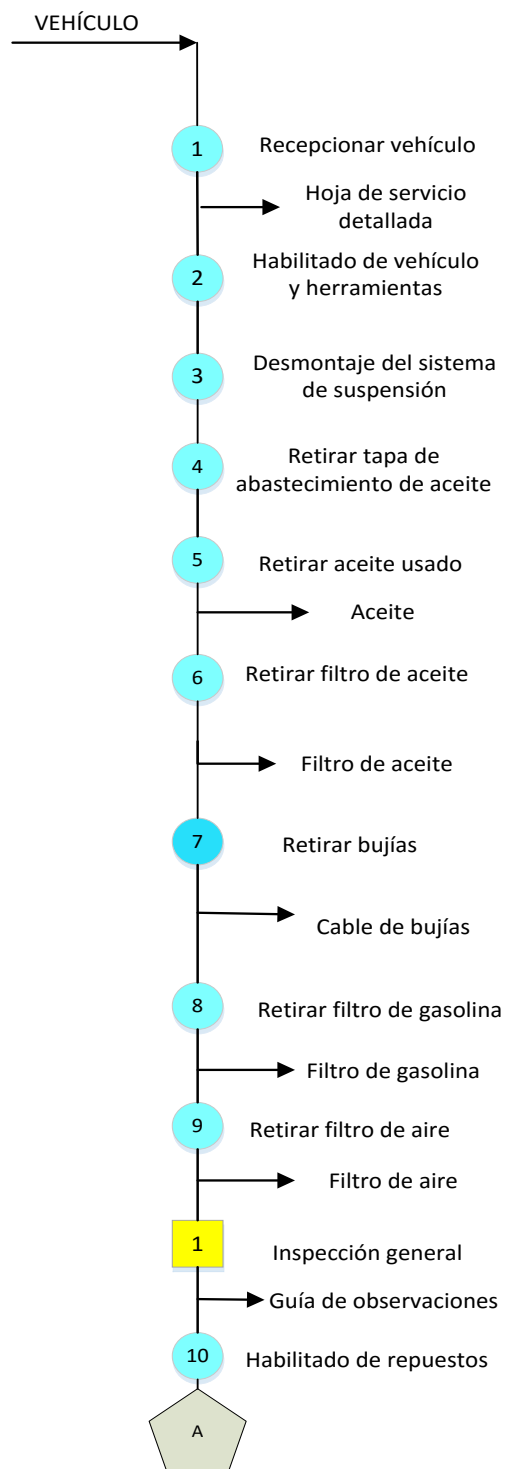 VEHÍCULO
1
Recepcionar vehículo
Hoja de servicio
detallada
2
Habilitado de vehículo
y herramientas
3
Desmontaje del sistema
de suspensión
4
Retirar tapa de
abastecimiento de aceite
5
Retirar aceite usado
Aceite
6
Retirar filtro de aceite
Filtro de aceite
7
Retirar bujías
Cable de bujías
8
Retirar filtro de gasolina
Filtro de gasolina
9
Retirar filtro de aire
Filtro de aire
1
Inspección general
Guía de observaciones
10
Habilitado de repuestos
A